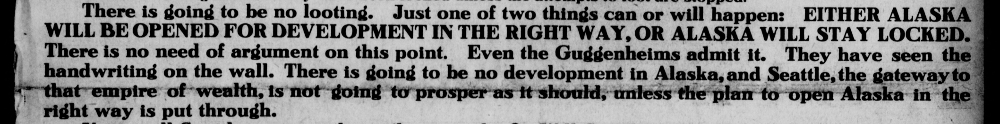 There is going to be no looting. Just one of two things can or will happen: EITHER ALASKA
WILL BE OPENED FOR DEVELOPMENT IN THE RIGHT WAY, OR ALASKA WILL STAY LOCKED.
There is no need of argument on this point. Even the Guggenheims admit it. They have seen the
handwriting on the wall. There is going to be no development in Alaska, and Seattle, the gateway to
that empire of wealth, is not going to prosper as it should, unless the plan to open Alaska in the
right way is put through.